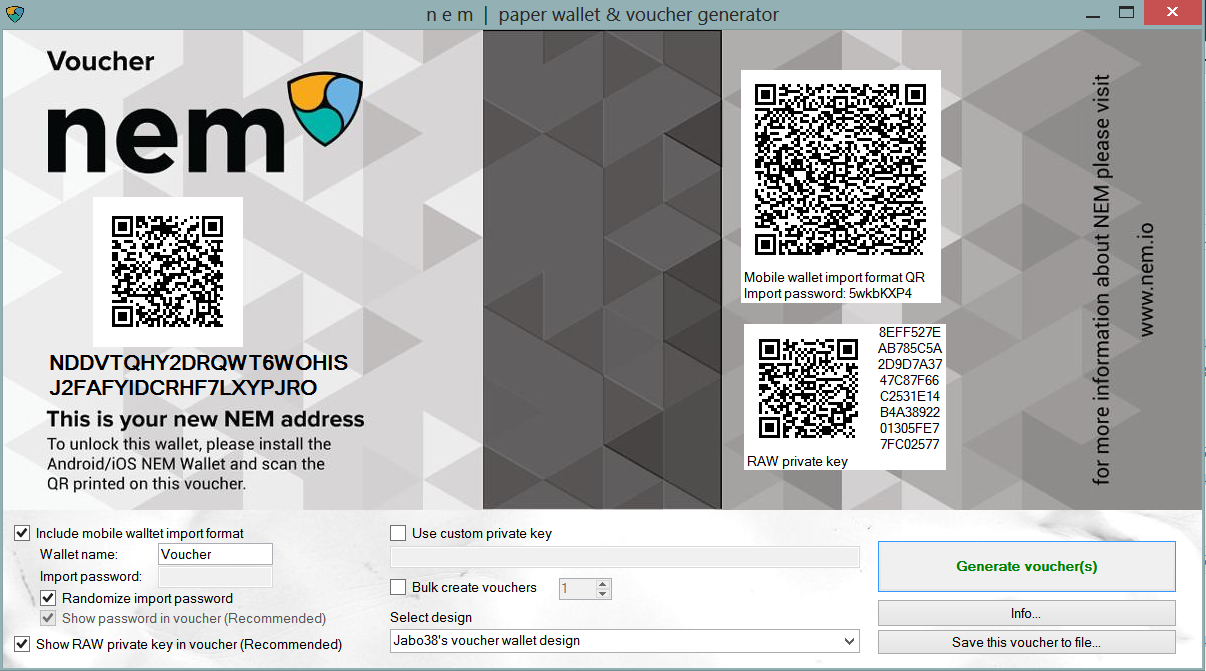 n e m | paper wallet & voucher generator
Voucher
nem
NDDVTQHY2DRQWT6WOHIS
J2FAFYIDCRHF7LXYPJRO
This is your new NEM address
To unlock this wallet, please install the
Android/iOS NEM Wallet and scan the
QR printed on this voucher.
Mobile wallet import format QR
Import password: 5wkbKXP4
8EFF527E
AB785C5A
2D9D7A37
47C87F66
C2531E14
B4A38922
01305FE7
7FC02577
RAW private key
for more information about NEM please visit
www.nem.io
Include mobile walltet import format
Wallet name:
Voucher
Import password:
Randomize import password
Show password in voucher (Recommended)
Show RAW private key in voucher (Recommended)
Use custom private key
Bulk create vouchers
1
Select design
Jabo38's voucher wallet design
Generate voucher(s)
Info...
Save this voucher to file...